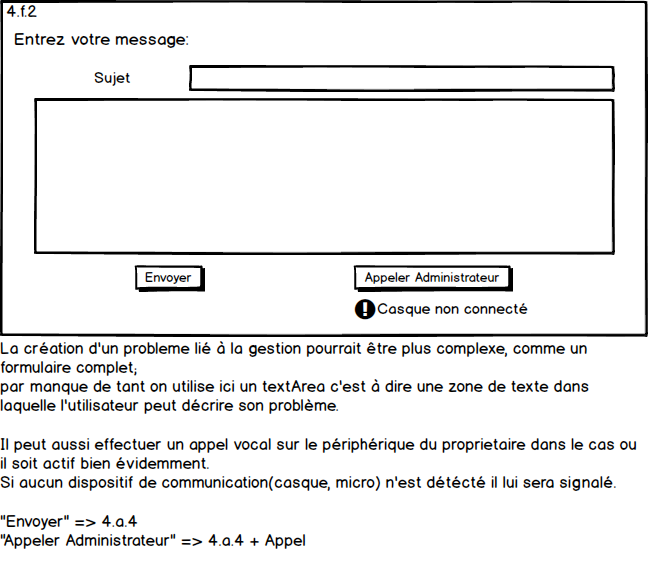 4.f.2
Entrez votre message:
Sujet
Envoyer
Appeler Administrateur
Casque non connecté
La création d'un probleme lié à la gestion pourrait être plus complexe, comme un
formulaire complet;
par manque de tant on utilise ici un textArea c'est à dire une zone de texte dans
laquelle l'utilisateur peut décrire son problème.
Il peut aussi effectuer un appel vocal sur le périphérique du proprietaire dans le cas ou
il soit actif bien évidemment.
Si aucun dispositif de communication(casque, micro) n'est détécté il lui sera signalé.
"Envoyer" => 4.a.4
"Appeler Administrateur" => 4.a.4 + Appel